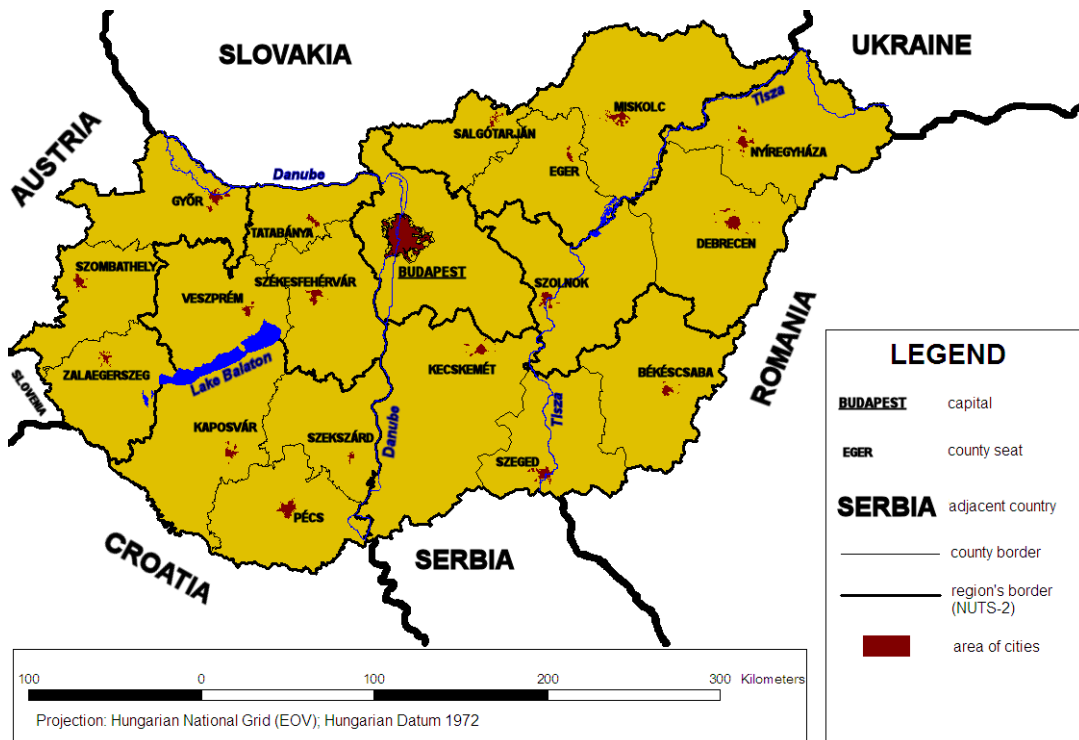 SLOVAKIA
UKRAINE
AUSTRIA
Tisza
MISKOLC
SALGÓTARJÁN
NYÍREGYHÁZA
EGER
Danube
GYŐR
TATABÁNYA
DEBRECEN
SZOMBATHELY
BUDAPEST
SZÉKESFEHÉRVÁR
SZOLNOK
VESZPRÉM
ROMANIA
Lake Balaton
ZALAEGERSZEG
KECSKEMÉT
BÉKÉSCSABA
SLOVENIA
KAPOSVÁR
SZEKSZÁRD
Danube
Tisza
SZEGED
PÉCS
CROATIA
SERBIA
LEGEND
BUDAPEST capital
EGER county seat
SERBIA adjacent country
county border
region's border
(NUTS-2)
area of cities
100 0 100 200 300 Kilometers
Projection: Hungarian National Grid (EOV); Hungarian Datum 1972